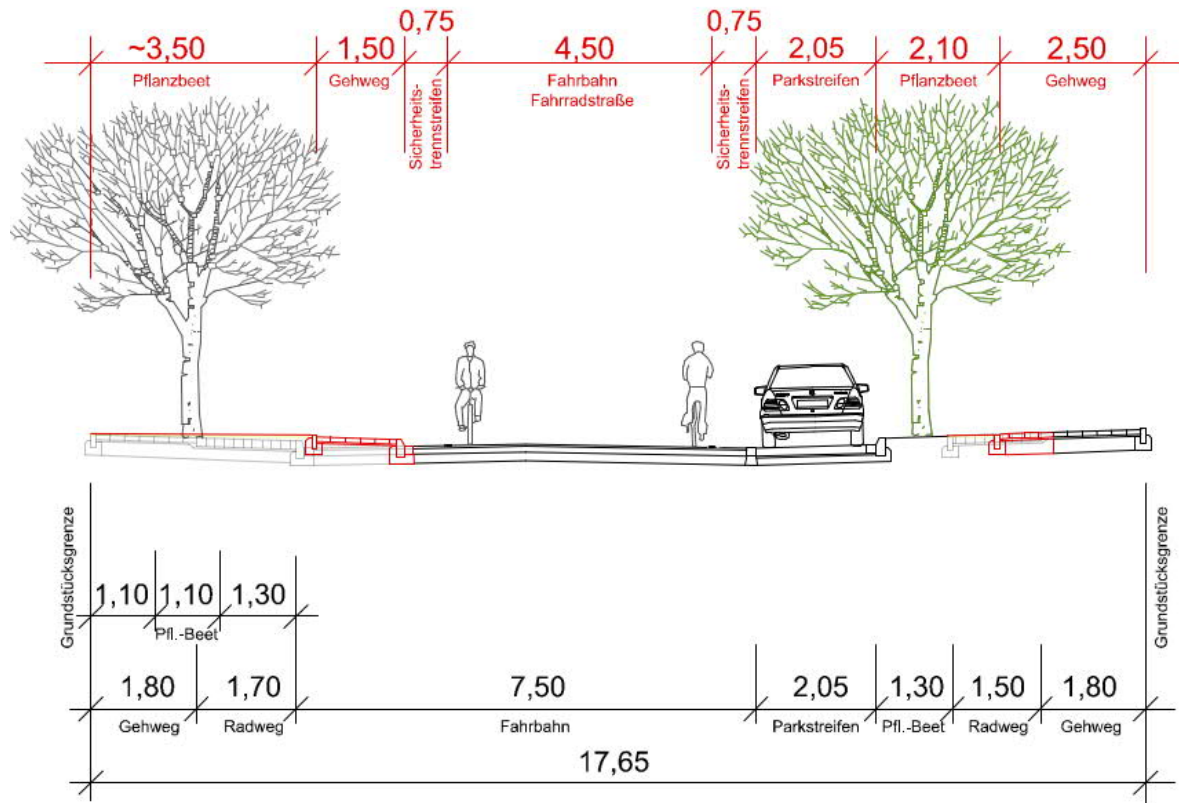 0,75
0,75
~3,50
1,50
4,50
2,05
2,10
2,50
Pflanzbeet
Gehweg
Sicherheits-
trennstreifen
Fahrbahn
Fahrradstraße
Sicherheits-
trennstreifen
Parkstreifen
Pflanzbeet
Gehweg
Grundstücksgrenze
Grundstücksgrenze
1,10
1,10
1,30
Pfl.-Beet
1,80
1,70
7,50
2,05
1,30
1,50
1,80
Gehweg
Radweg
Fahrbahn
Parkstreifen
Pfl.-Beet
Radweg
Gehweg
17,65